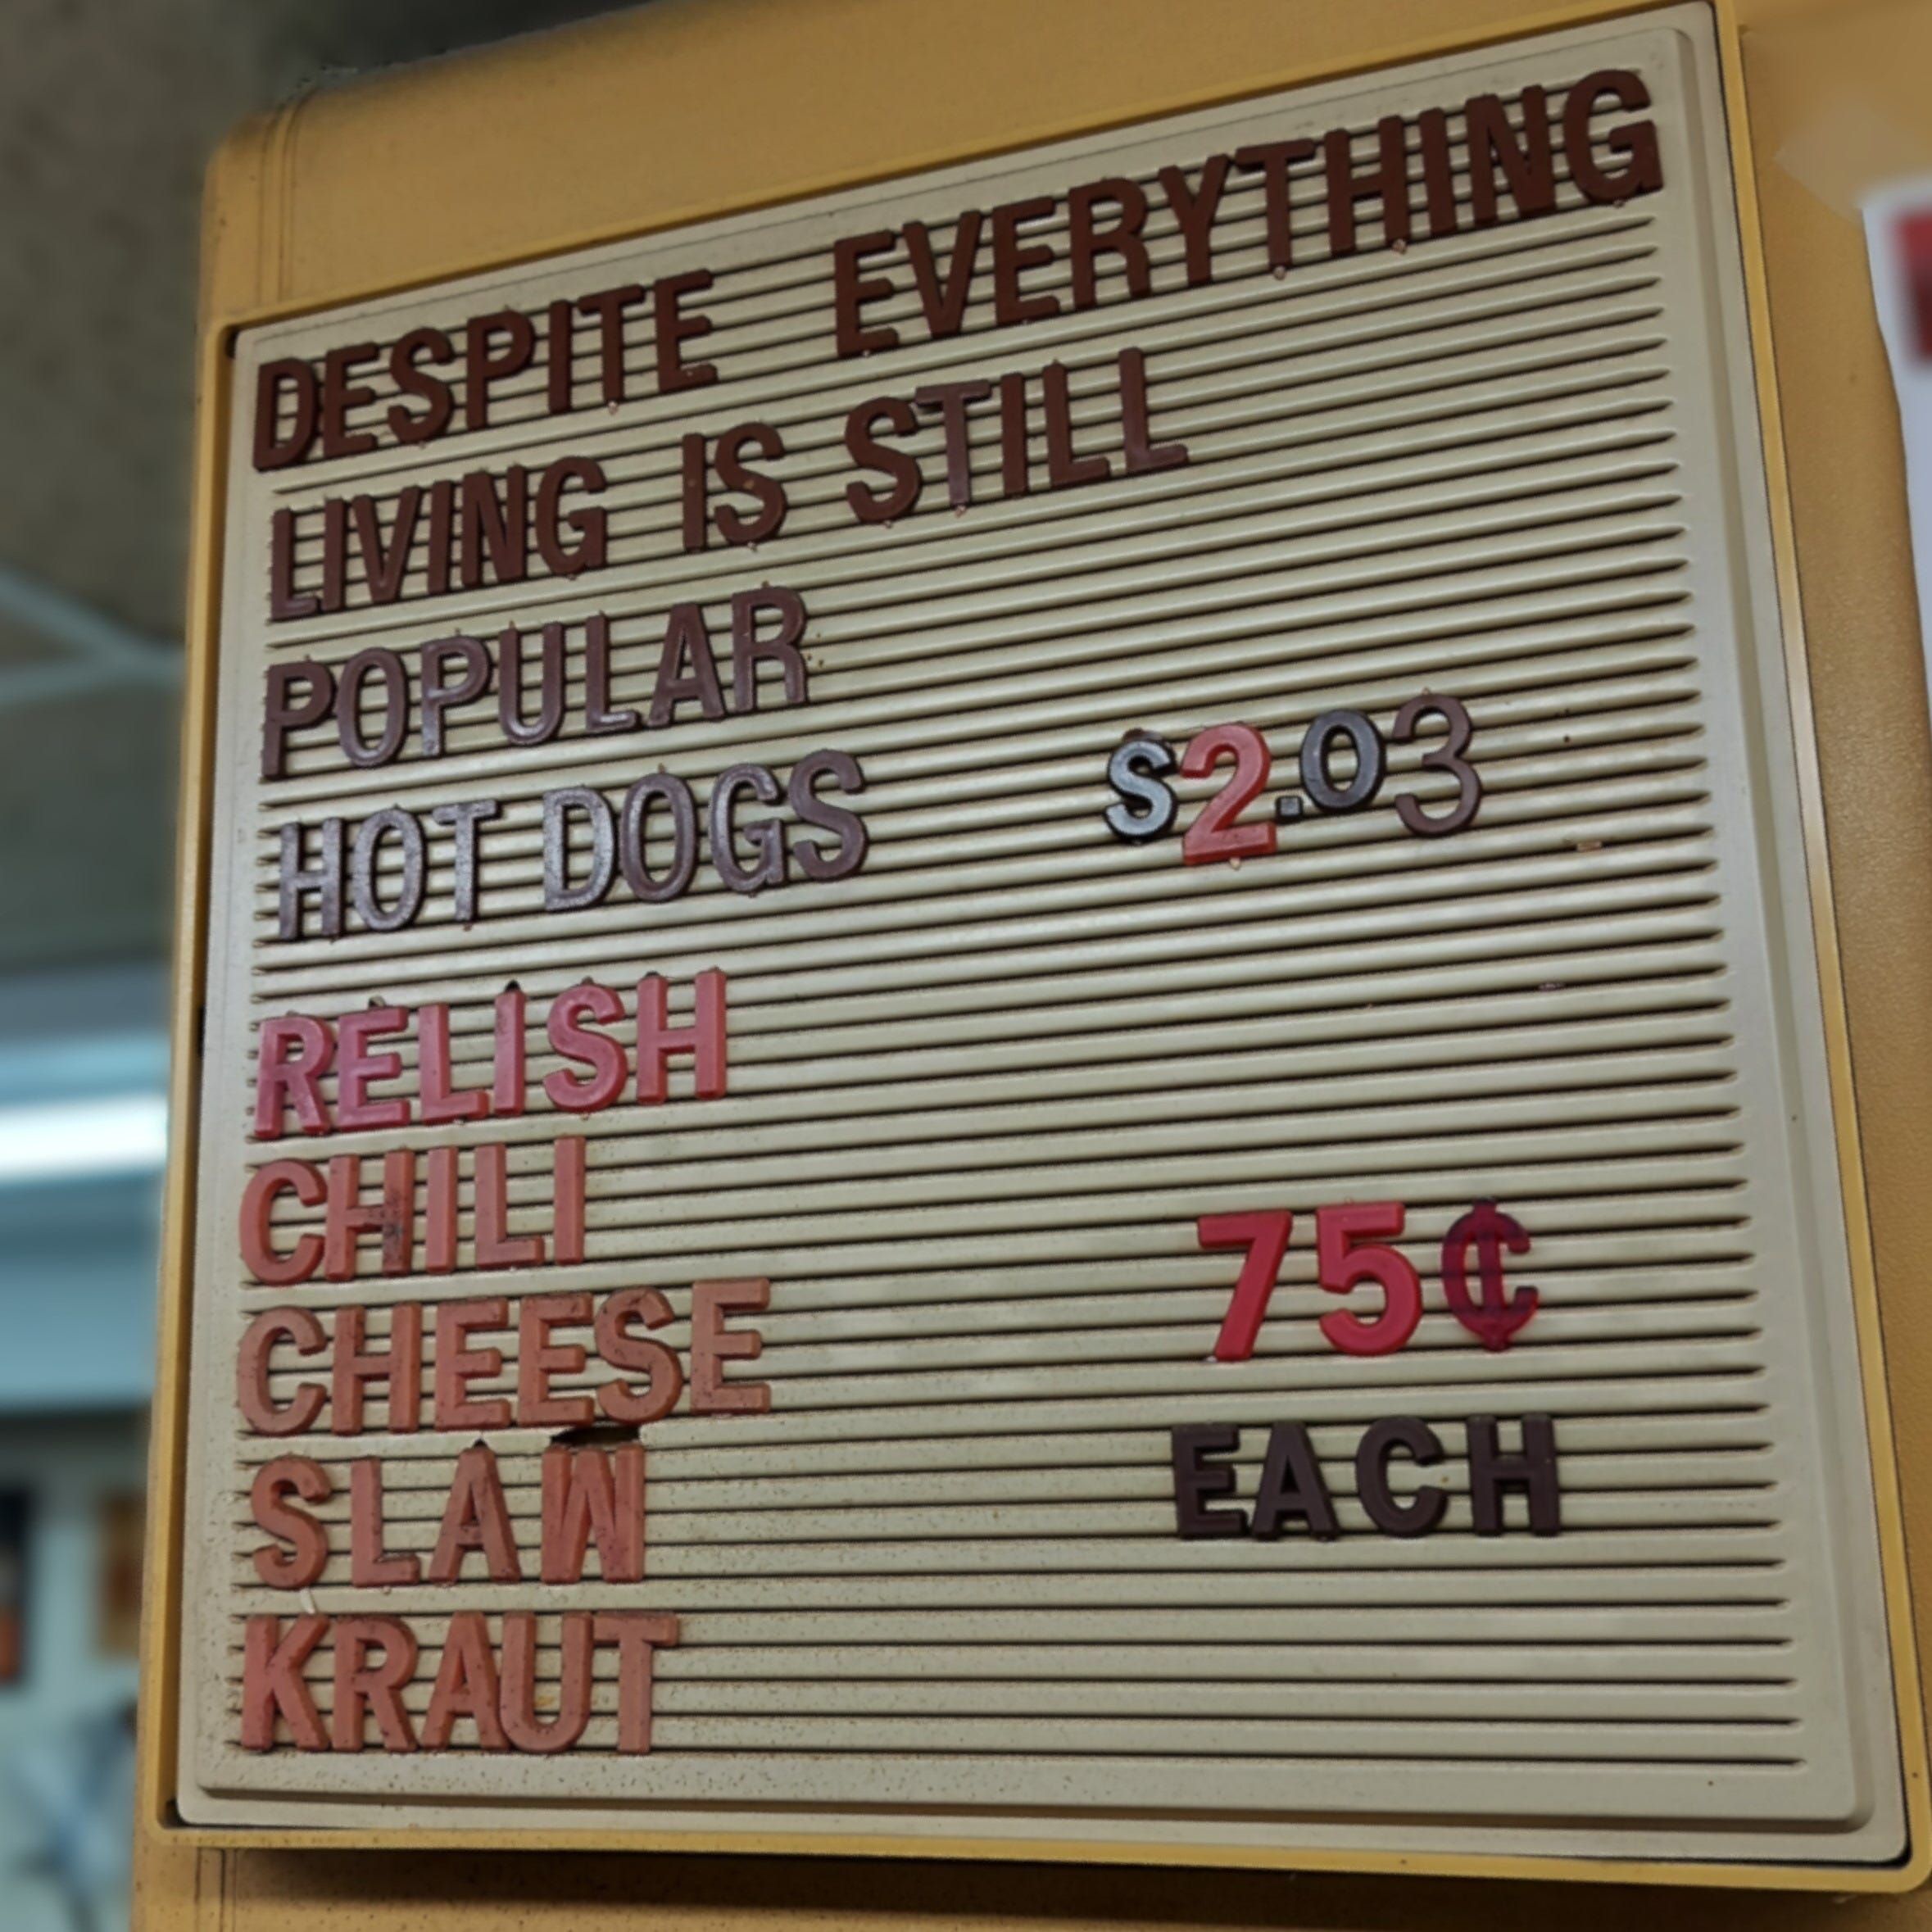 DESPITE EVERYTHING
LIVING IS STILL
POPULAR
HOT DOGS $2.03
RELISH
CHILI
CHEESE 75¢
SLAW EACH
KRAUT